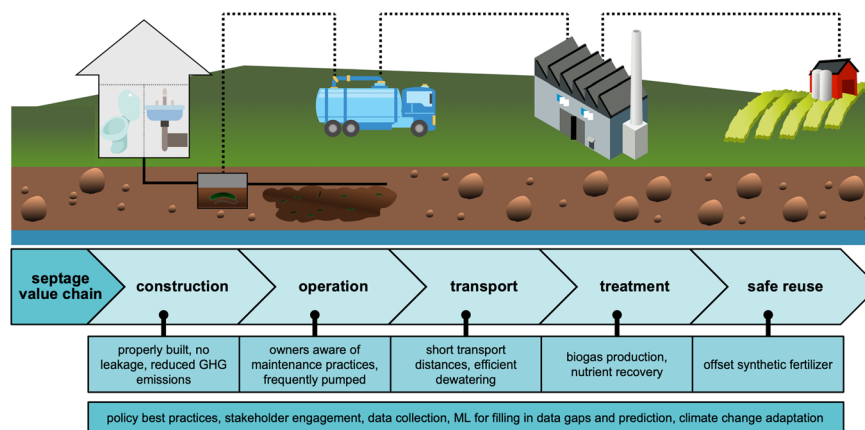 septage
value chain
construction
operation
transport
treatment
safe reuse
properly built, no
leakage, reduced GHG
emissions
owners aware of
maintenance practices,
frequently pumped
short transport
distances, efficient
dewatering
biogas production,
nutrient recovery
offset synthetic fertilizer
policy best practices, stakeholder engagement, data collection, ML for filling in data gaps and prediction, climate change adaptation